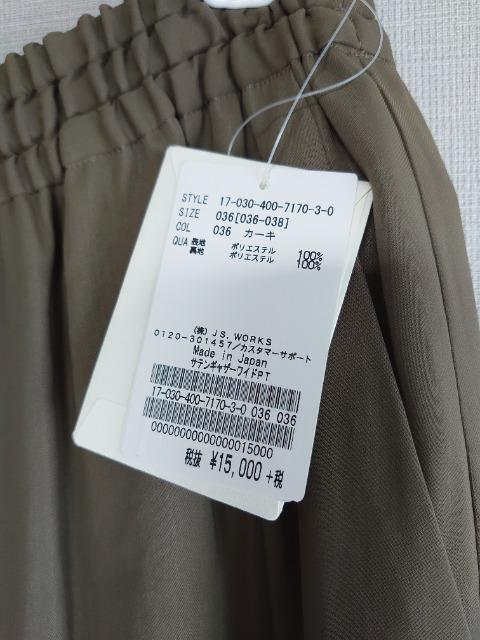 STYLE 17-030-400-7170-3-0
SIZE 036[036-038]
COL 036 カーキ
QUA 表地 ポリエステル 100%
裏地 ポリエステル 100%
(株) JS.WORKS
0120-301457/カスタマーサポート
Made in Japan
サテンギャザーワイドPT
17-030-400-7170-3-0 036 036
00000000000000015000
税抜 ¥15,000 +税